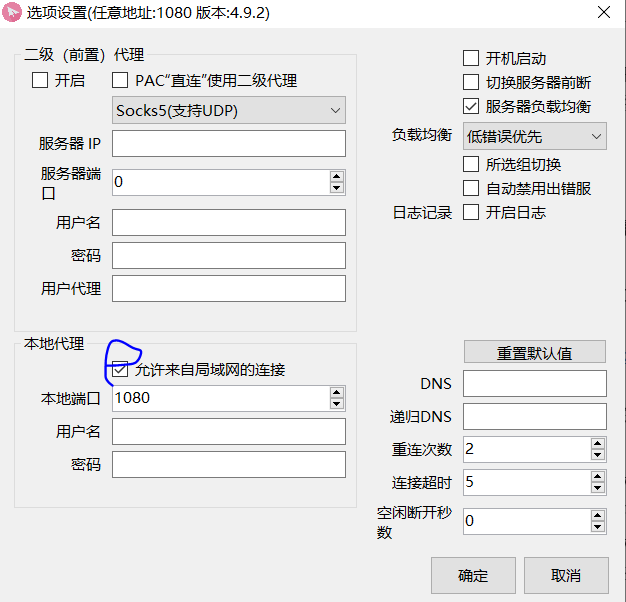 选项设置(任意地址:1080 版本:4.9.2)
二级（前置）代理
开启
PAC“直连”使用二级代理
Socks5(支持UDP)
服务器 IP
服务器端
口
0
用户名
密码
用户代理
开机启动
切换服务器前断
服务器负载均衡
负载均衡
低错误优先
所选组切换
自动禁用出错服
日志记录
开启日志
本地代理
允许来自局域网的连接
本地端口
1080
用户名
密码
重置默认值
DNS
递归DNS
重连次数
2
连接超时
5
空闲断开秒
数
0
确定
取消